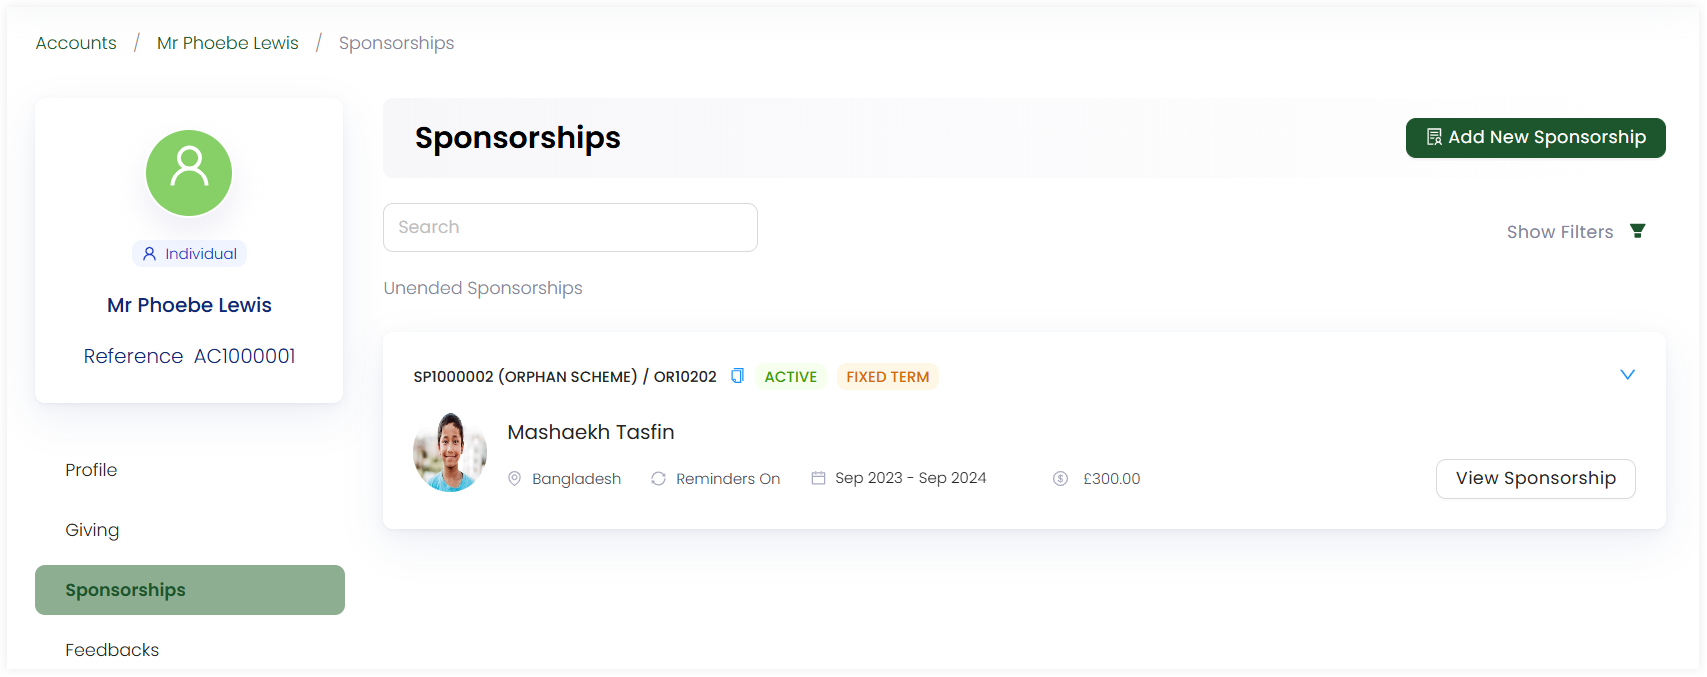 Accounts / Mr Phoebe Lewis / Sponsorships
Individual
Mr Phoebe Lewis
Reference AC1000001
Profile
Giving
Sponsorships
Feedbacks
Sponsorships
Add New Sponsorship
Search
Show Filters
Unended Sponsorships
SP1000002 (ORPHAN SCHEME) / OR10202 ACTIVE FIXED TERM
Mashaekh Tasfin
Bangladesh Reminders On Sep 2023 - Sep 2024 £300.00
View Sponsorship